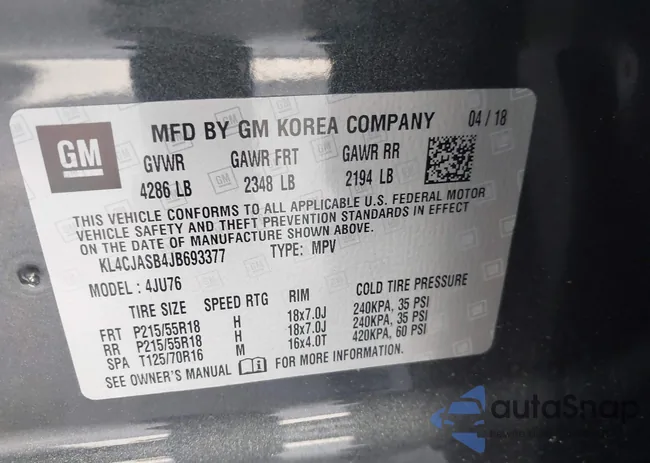 GM
MFD BY GM KOREA COMPANY 04 / 18
GVWR GAWR FRT GAWR RR
4286 LB 2348 LB 2194 LB
THIS VEHICLE CONFORMS TO ALL APPLICABLE U.S. FEDERAL MOTOR
VEHICLE SAFETY AND THEFT PREVENTION STANDARDS IN EFFECT
ON THE DATE OF MANUFACTURE SHOWN ABOVE.
KL4CJASB4JB693377 TYPE: MPV
MODEL : 4JU76
TIRE SIZE SPEED RTG RIM COLD TIRE PRESSURE
FRT P215/55R18 H 18x7.0J 240KPA, 35 PSI
RR P215/55R18 H 18x7.0J 240KPA, 35 PSI
SPA T125/70R16 M 16x4.0T 420KPA, 60 PSI
SEE OWNER'S MANUAL FOR MORE INFORMATION.
autoSnap